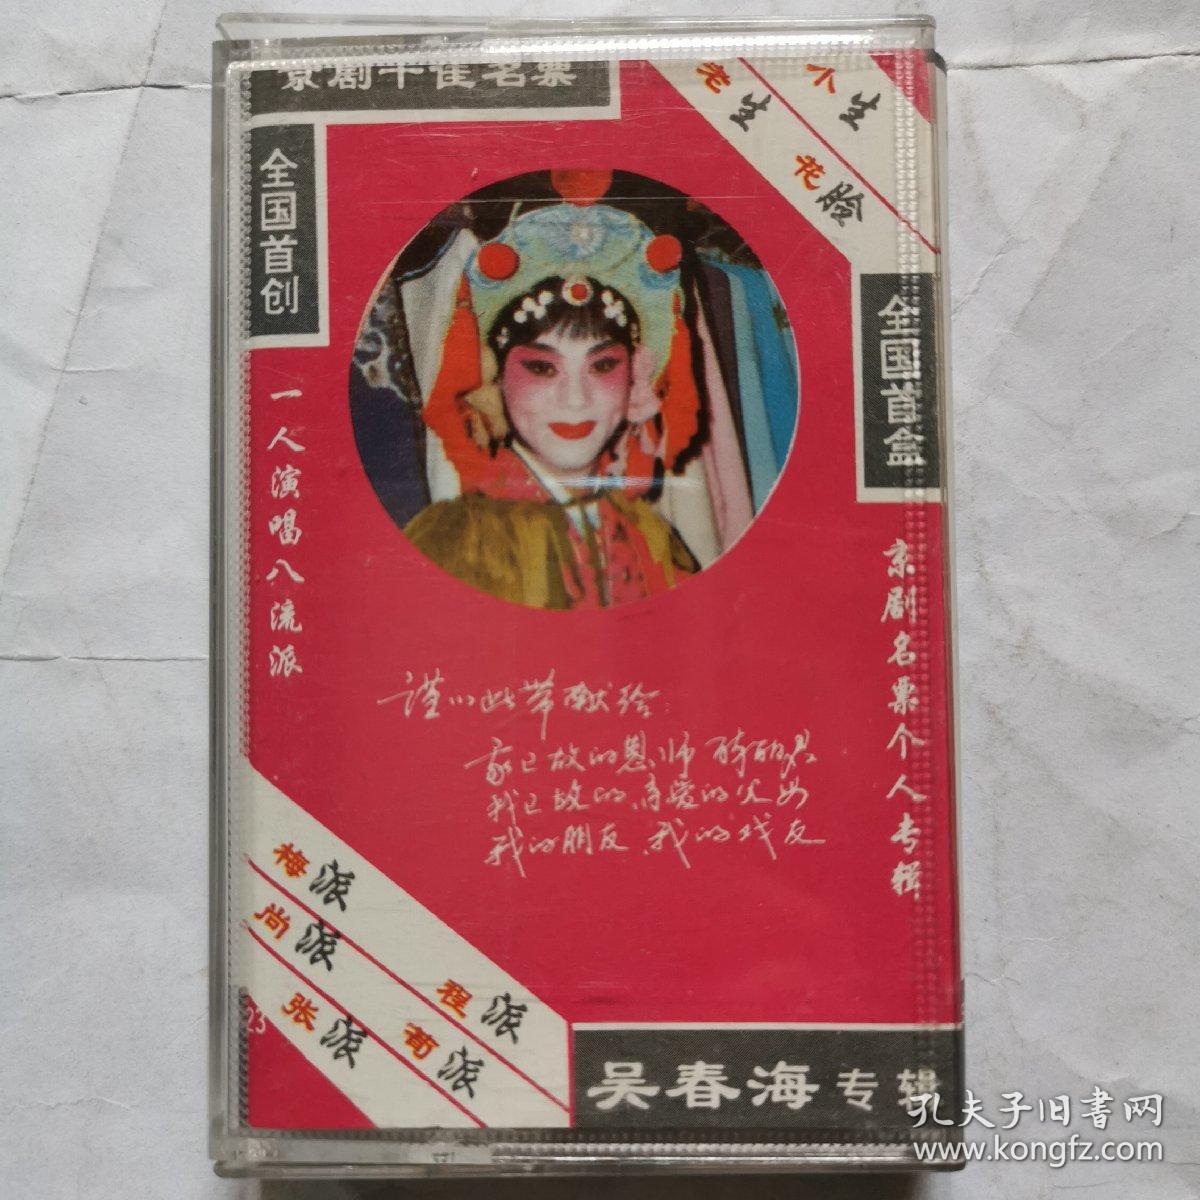 京剧卡雀名票
老生
小生
花脸
全国首创
一人演唱八流派
全国首盒
京剧名票个人专辑
谨以此带献给:
我已故的恩师
我已故的亲爱的父母
我的朋友、我的戏友
梅派
尚派
张派
程派
荀派
03
吴春海 专辑
孔夫子旧书网
www.kongfz.com